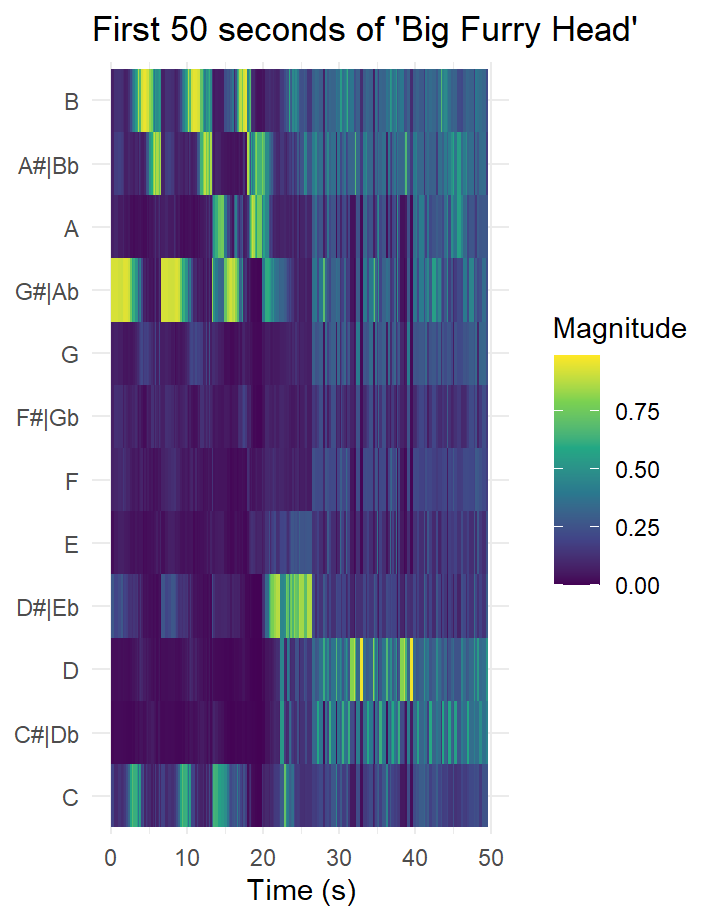 First 50 seconds of 'Big Furry Head'
B
A#|Bb
A
G#|Ab
G
F#|Gb
F
E
D#|Eb
D
C#|Db
C
0 10 20 30 40 50
Time (s)
Magnitude
0.75
0.50
0.25
0.00